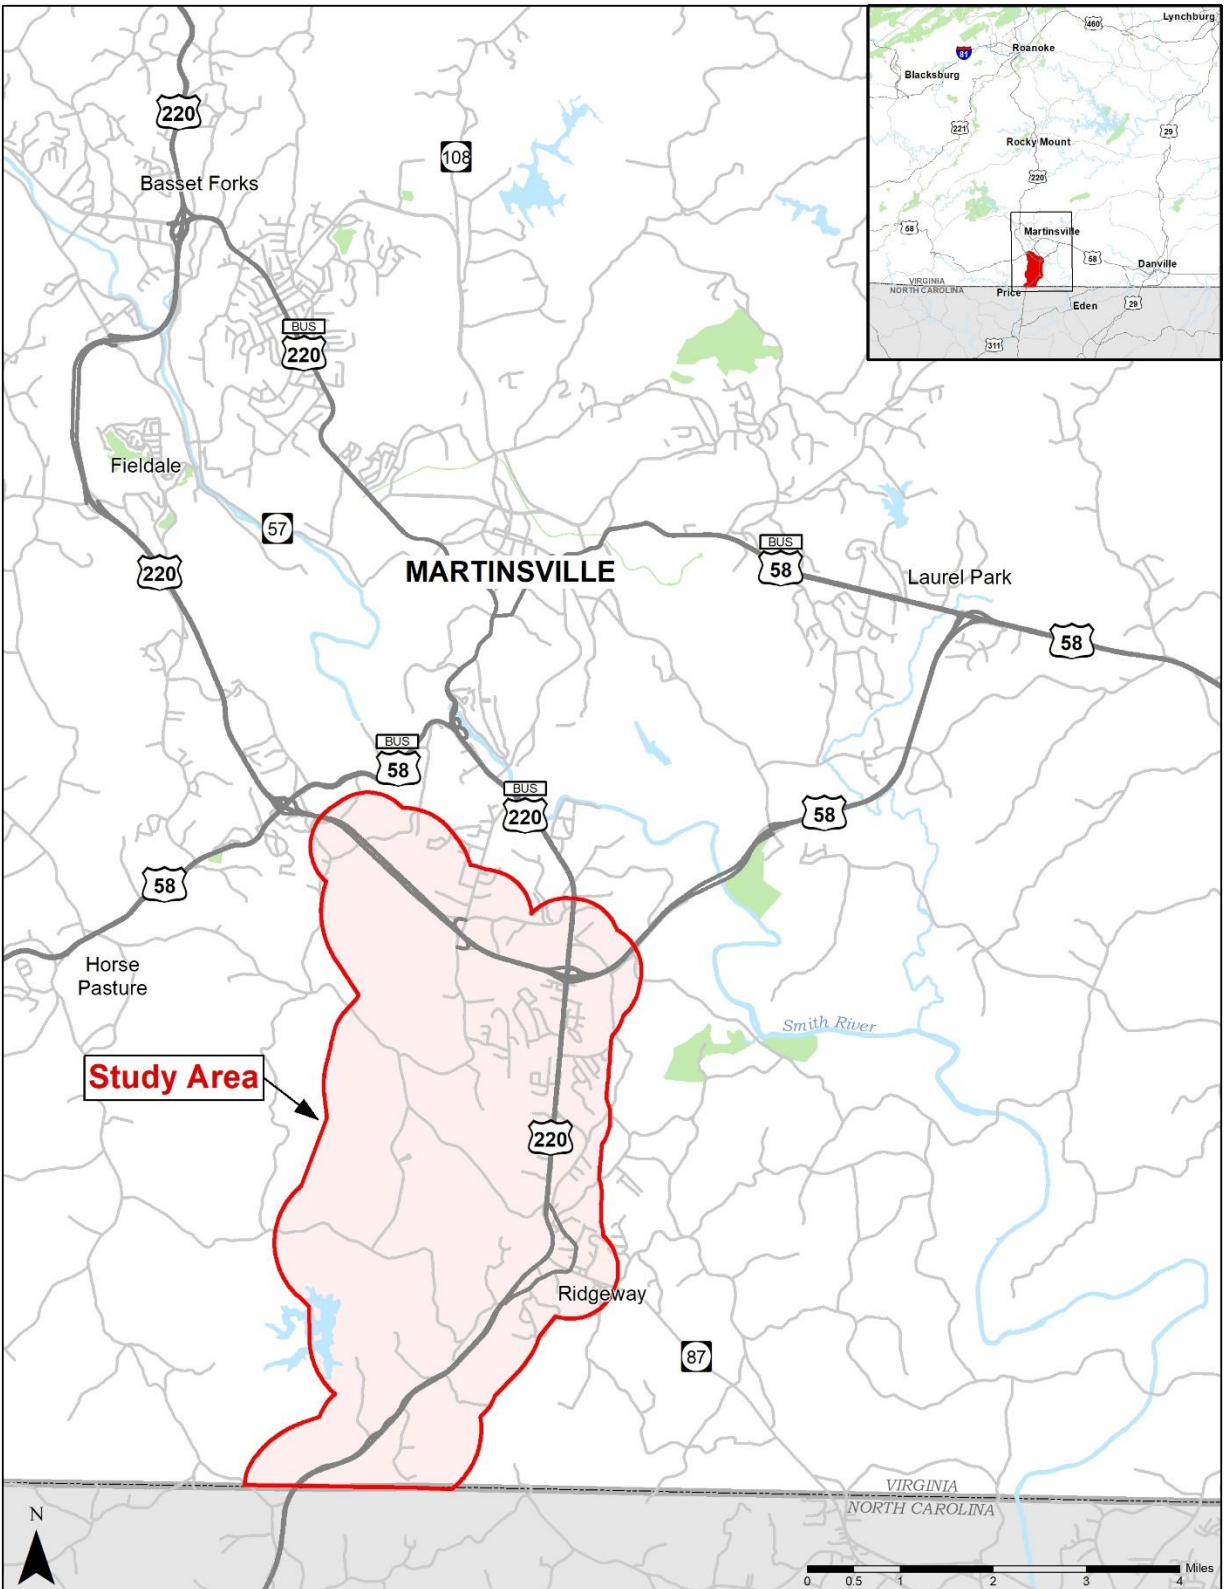 220
Basset Forks
108
BUS
220
Fieldale
57
220
MARTINSVILLE
BUS
58
Laurel Park
58
BUS
58
BUS
220
58
58
Horse
Pasture
Smith River
Study Area
220
Ridgeway
87
VIRGINIA
NORTH CAROLINA
N
0 0.5 1 2 3 4
Miles
Lynchburg
460
Roanoke
81
Blacksburg
221
29
Rocky Mount
220
58
Martinsville
58
Danville
VIRGINIA
NORTH CAROLINA
Price
Eden
29
311